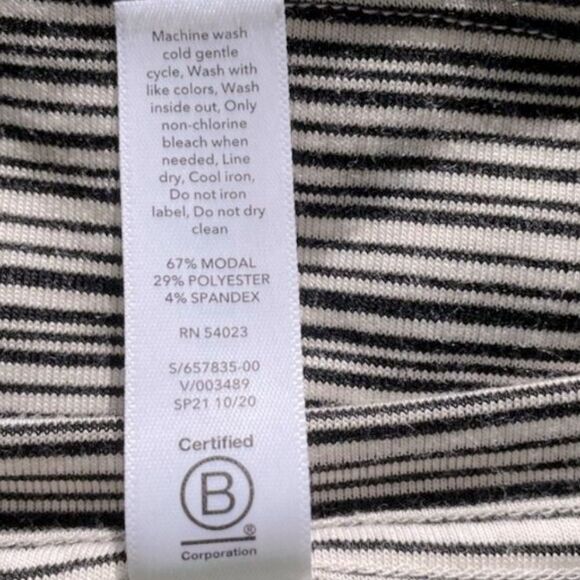 Machine wash
cold gentle
cycle, Wash with
like colors, Wash
inside out, Only
non-chlorine
bleach when
needed, Line
dry, Cool iron,
Do not iron
label, Do not dry
clean
67% MODAL
29% POLYESTER
4% SPANDEX
RN 54023
S/657835-00
V/003489
SP21 10/20
Certified
B
®
Corporation